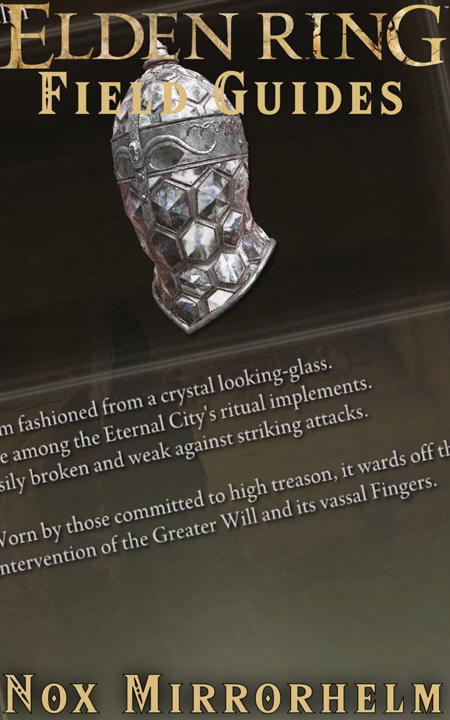 ELDEN RING
FIELD GUIDES
fashioned from a crystal looking-glass.
among the Eternal City's ritual implements.
broken and weak against striking attacks.
Worn by those committed to high treason, it wards off
intervention of the Greater Will and its vassal Fingers.
NOX MIRRORHELM